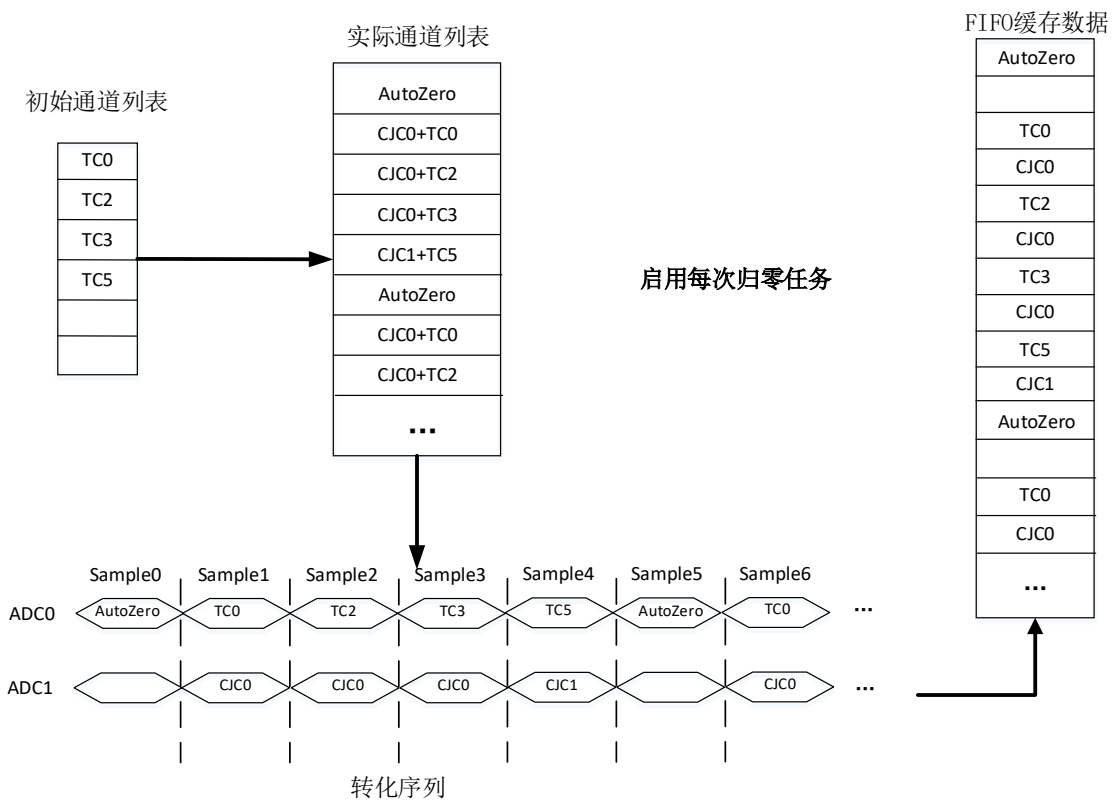 初始通道列表
TC0
TC2
TC3
TC5
实际通道列表
AutoZero
CJC0+TC0
CJC0+TC2
CJC0+TC3
CJC1+TC5
AutoZero
CJC0+TC0
CJC0+TC2
...
启用每次归零任务
FIFO缓存数据
AutoZero
TC0
CJC0
TC2
CJC0
TC3
CJC0
TC5
CJC1
AutoZero
TC0
CJC0
...
Sample0 Sample1 Sample2 Sample3 Sample4 Sample5 Sample6
ADC0 AutoZero TC0 TC2 TC3 TC5 AutoZero TC0 ...
ADC1 CJC0 CJC0 CJC0 CJC1 CJC0 ...
转化序列